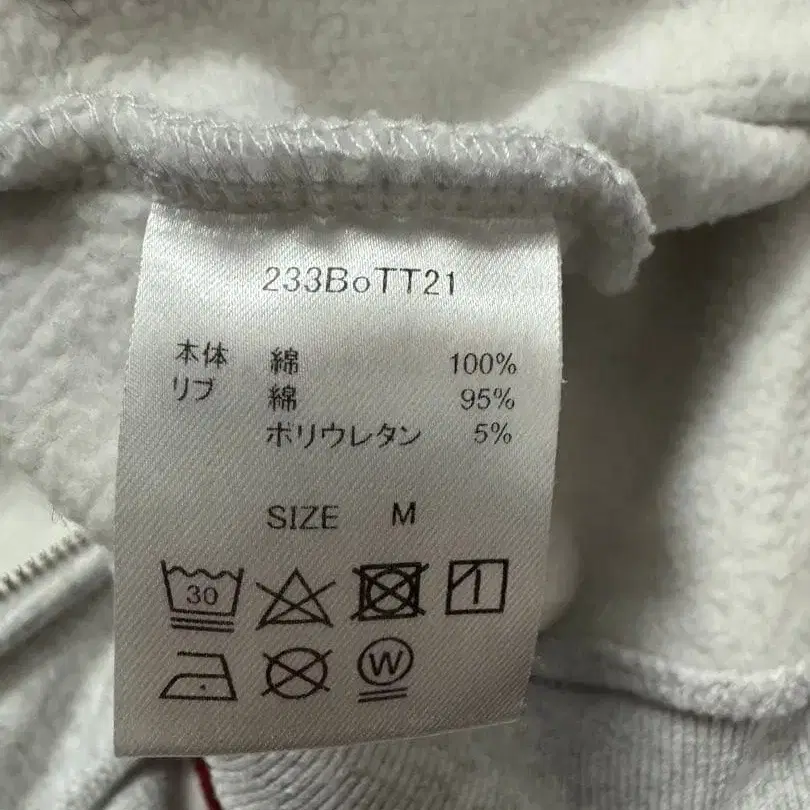 233BoTT21
本体 綿 100%
リブ 綿 95%
ポリウレタン 5%
SIZE M
30
W